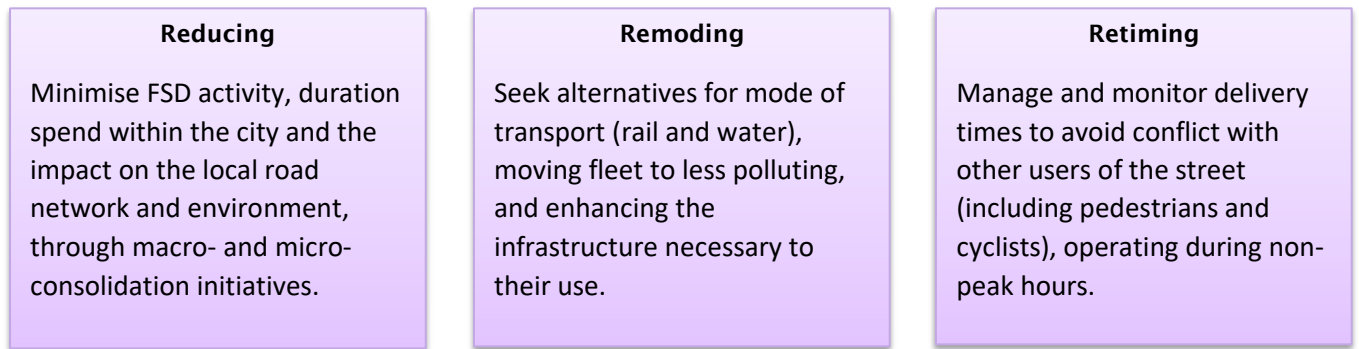 Reducing
Minimise FSD activity, duration
spend within the city and the
impact on the local road
network and environment,
through macro- and micro-
consolidation initiatives.
Remoding
Seek alternatives for mode of
transport (rail and water),
moving fleet to less polluting,
and enhancing the
infrastructure necessary to
their use.
Retiming
Manage and monitor delivery
times to avoid conflict with
other users of the street
(including pedestrians and
cyclists), operating during non-
peak hours.